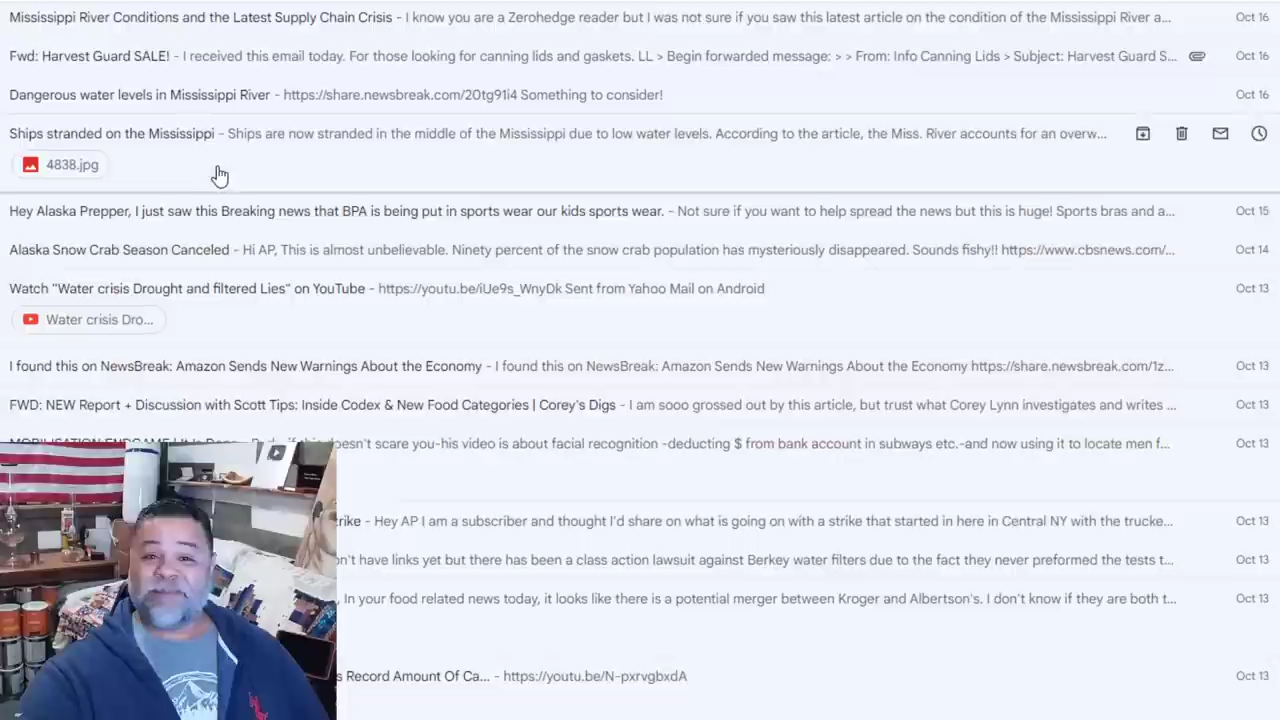 Mississippi River Conditions and the Latest Supply Chain Crisis - I know you are a Zerohedge reader but I was not sure if you saw this latest article on the condition of the Mississippi River a... Oct 16
Fwd: Harvest Guard SALE! - I received this email today. For those looking for canning lids and gaskets. LL > Begin forwarded message: > > From: Info Canning Lids > Subject: Harvest Guard S... Oct 16
Dangerous water levels in Mississippi River - https://share.newsbreak.com/20tg91i4 Something to consider! Oct 16
Ships stranded on the Mississippi - Ships are now stranded in the middle of the Mississippi due to low water levels. According to the article, the Miss. River accounts for an overw...
4838.jpg
Hey Alaska Prepper, I just saw this Breaking news that BPA is being put in sports wear our kids sports wear. - Not sure if you want to help spread the news but this is huge! Sports bras and a... Oct 15
Alaska Snow Crab Season Canceled - Hi AP, This is almost unbelievable. Ninety percent of the snow crab population has mysteriously disappeared. Sounds fishy!! https://www.cbsnews.com/... Oct 14
Watch "Water crisis Drought and filtered Lies" on YouTube - https://youtu.be/iUe9s_WnyDk Sent from Yahoo Mail on Android Oct 13
Water crisis Dro...
I found this on NewsBreak: Amazon Sends New Warnings About the Economy - I found this on NewsBreak: Amazon Sends New Warnings About the Economy https://share.newsbreak.com/1z... Oct 13
FWD: NEW Report + Discussion with Scott Tips: Inside Codex & New Food Categories | Corey's Digs - I am sooo grossed out by this article, but trust what Corey Lynn investigates and writes ... Oct 13
MOBILISATION ENDGAME doesn't scare you-his video is about facial recognition -deducting $ from bank account in subways etc.-and now using it to locate men f... Oct 13
rike - Hey AP I am a subscriber and thought I'd share on what is going on with a strike that started in here in Central NY with the trucke... Oct 13
n't have links yet but there has been a class action lawsuit against Berkey water filters due to the fact they never preformed the tests t... Oct 13
, In your food related news today, it looks like there is a potential merger between Kroger and Albertson's. I don't know if they are both t... Oct 13
s Record Amount Of Ca... - https://youtu.be/N-pxrvgbxdA Oct 13